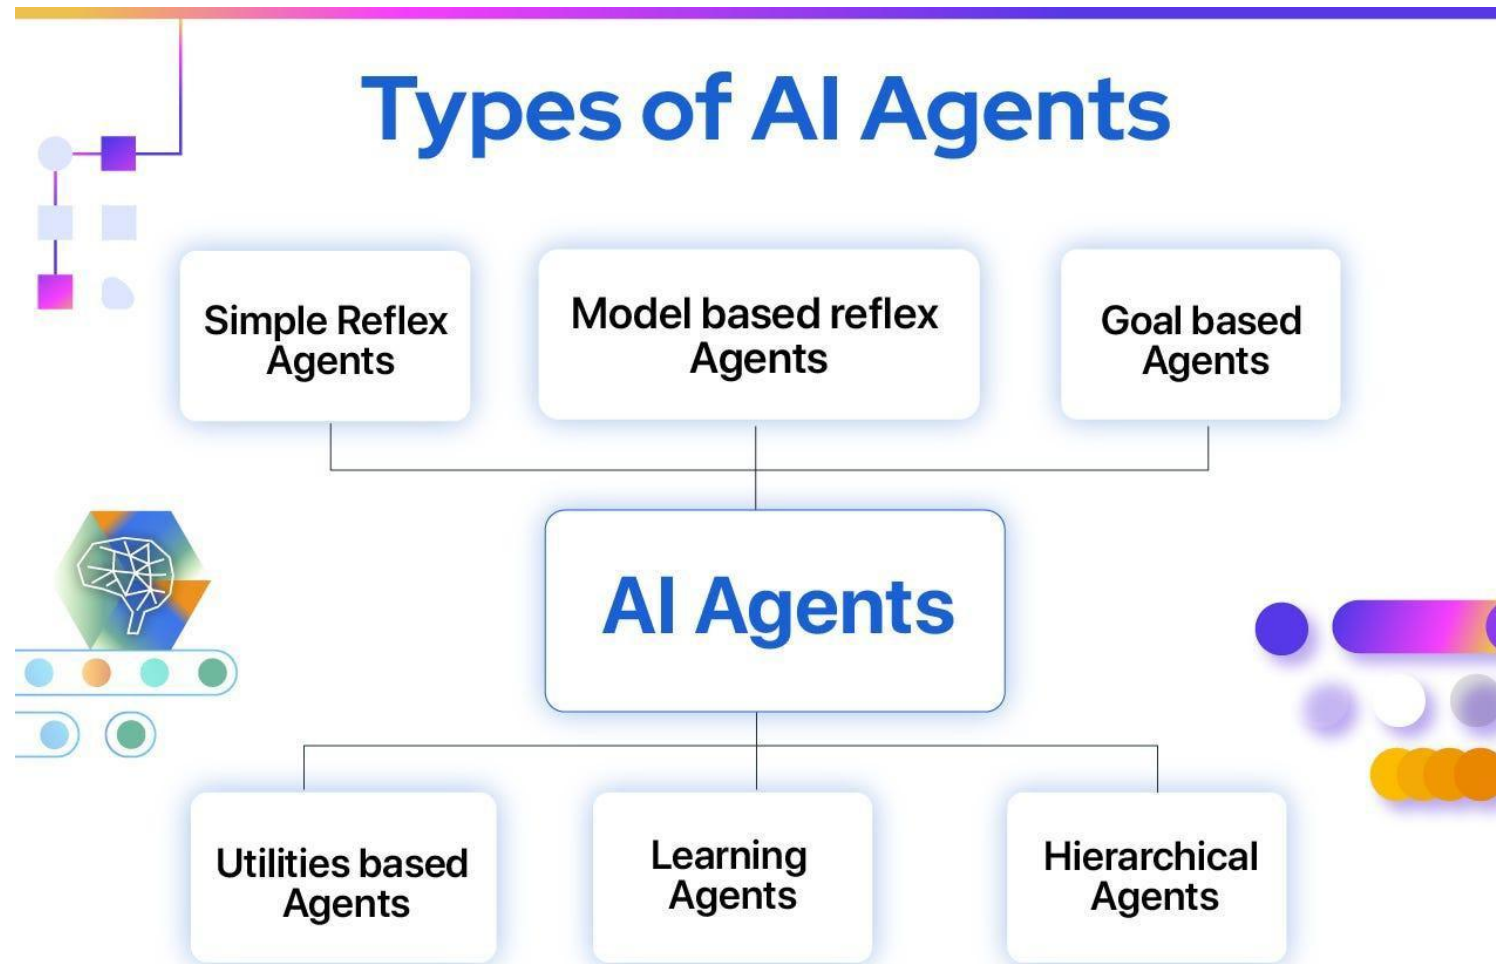 Types of AI Agents
Simple Reflex
Agents
Model based reflex
Agents
Goal based
Agents
AI Agents
Utilities based
Agents
Learning
Agents
Hierarchical
Agents